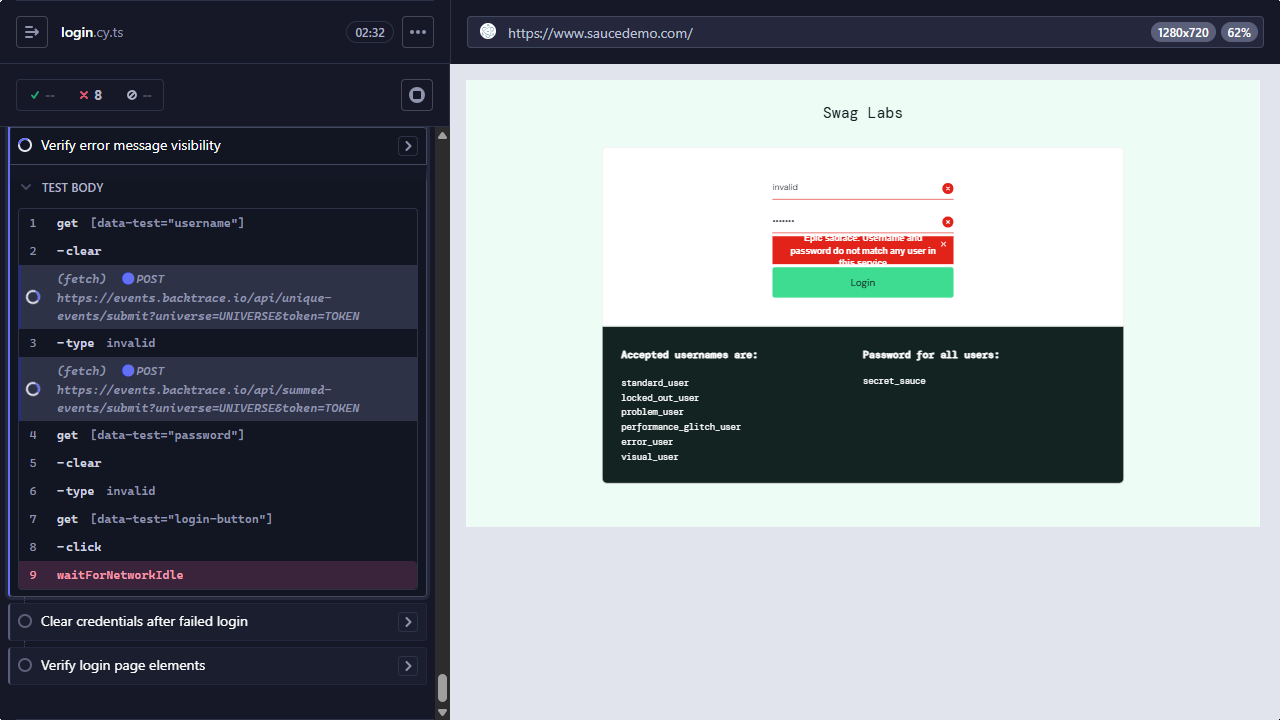 login.cy.ts
02:32
https://www.saucedemo.com/
1280x720
62%
--
8
--
Verify error message visibility
TEST BODY
1 get [data-test="username"]
2 -clear
(fetch) POST
https://events.backtrace.io/api/unique-
events/submit?universe=UNIVERSE&token=TOKEN
3 -type invalid
(fetch) POST
https://events.backtrace.io/api/summed-
events/submit?universe=UNIVERSE&token=TOKEN
4 get [data-test="password"]
5 -clear
6 -type invalid
7 get [data-test="login-button"]
8 -click
9 waitForNetworkIdle
Clear credentials after failed login
Verify login page elements
Swag Labs
invalid
Epic sadface: Username and
password do not match any user in
this service
Login
Accepted usernames are:
standard_user
locked_out_user
problem_user
performance_glitch_user
error_user
visual_user
Password for all users:
secret_sauce